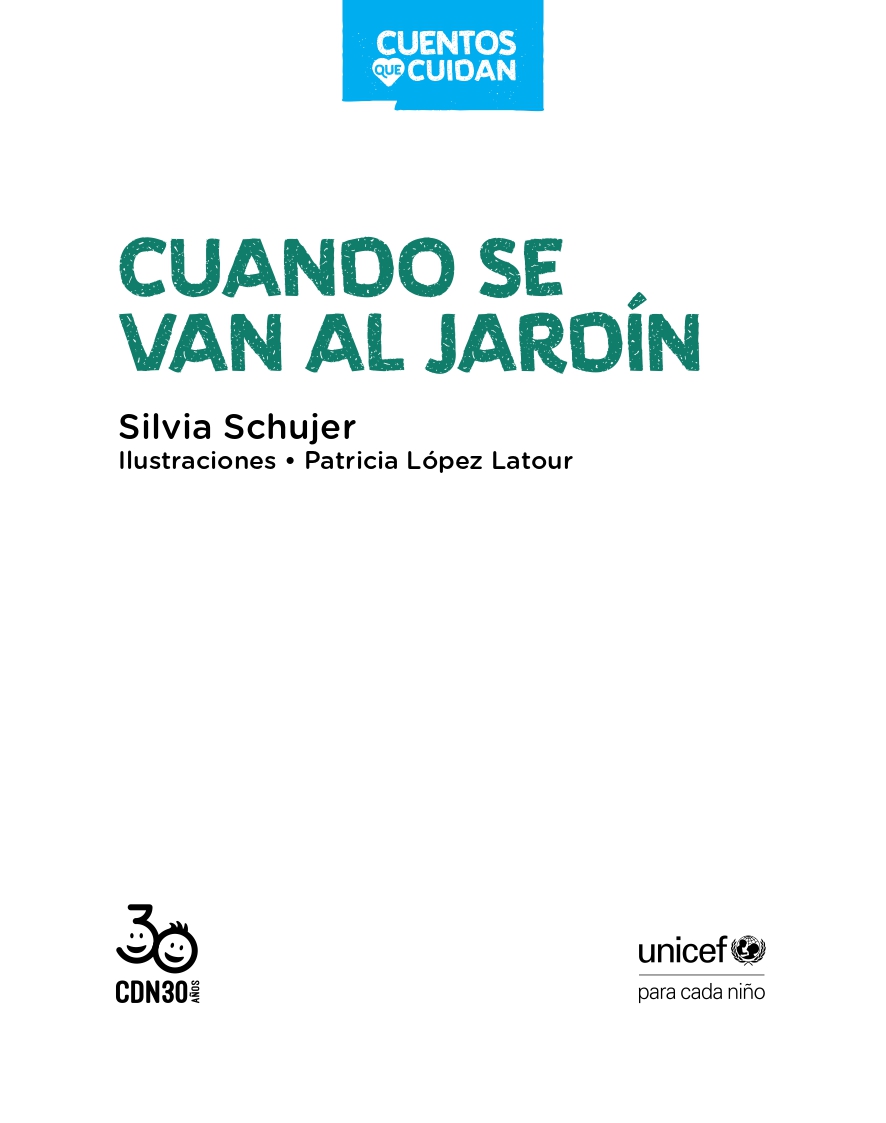 CUENTOS
QUE CUIDAN
CUANDO SE
VAN AL JARDÍN
Silvia Schujer
Ilustraciones • Patricia López Latour
30
CDN30 AÑOS
unicef
para cada niño